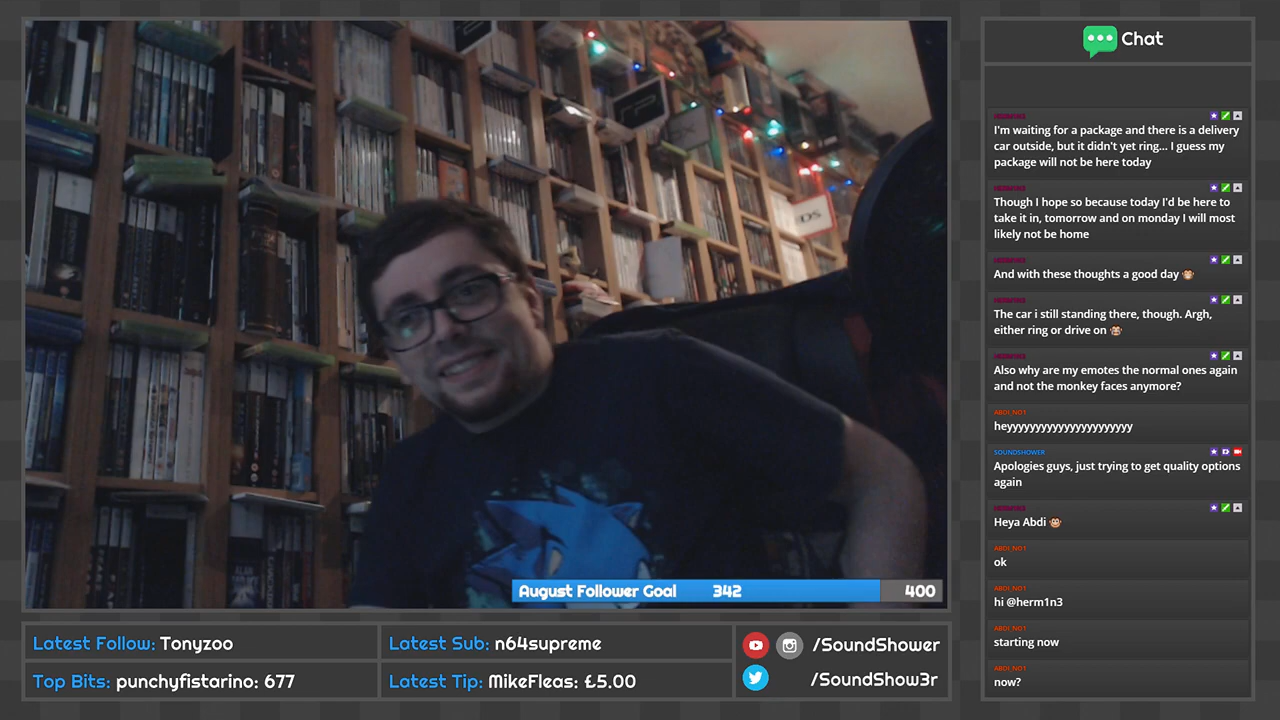 Chat
I'm waiting for a package and there is a delivery
car outside, but it didn't yet ring... I guess my
package will not be here today
Though I hope so because today I'd be here to
take it in, tomorrow and on monday I will most
likely not be home
And with these thoughts a good day
The car i still standing there, though. Argh,
either ring or drive on
Also why are my emotes the normal ones again
and not the monkey faces anymore?
ABDI_NO1
heyyyyyyyyyyyyyyyyyyyyyy
SOUNDSHOWER
Apologies guys, just trying to get quality options
again
Heya Abdi
ABDI_NO1
ok
ABDI_NO1
hi @herm1n3
ABDI_NO1
starting now
ABDI_NO1
now?
August Follower Goal 342 400
Latest Follow: Tonyzoo
Latest Sub: n64supreme
/SoundShower
Top Bits: punchyfistarino: 677
Latest Tip: MikeFleas: £5.00
/SoundShow3r